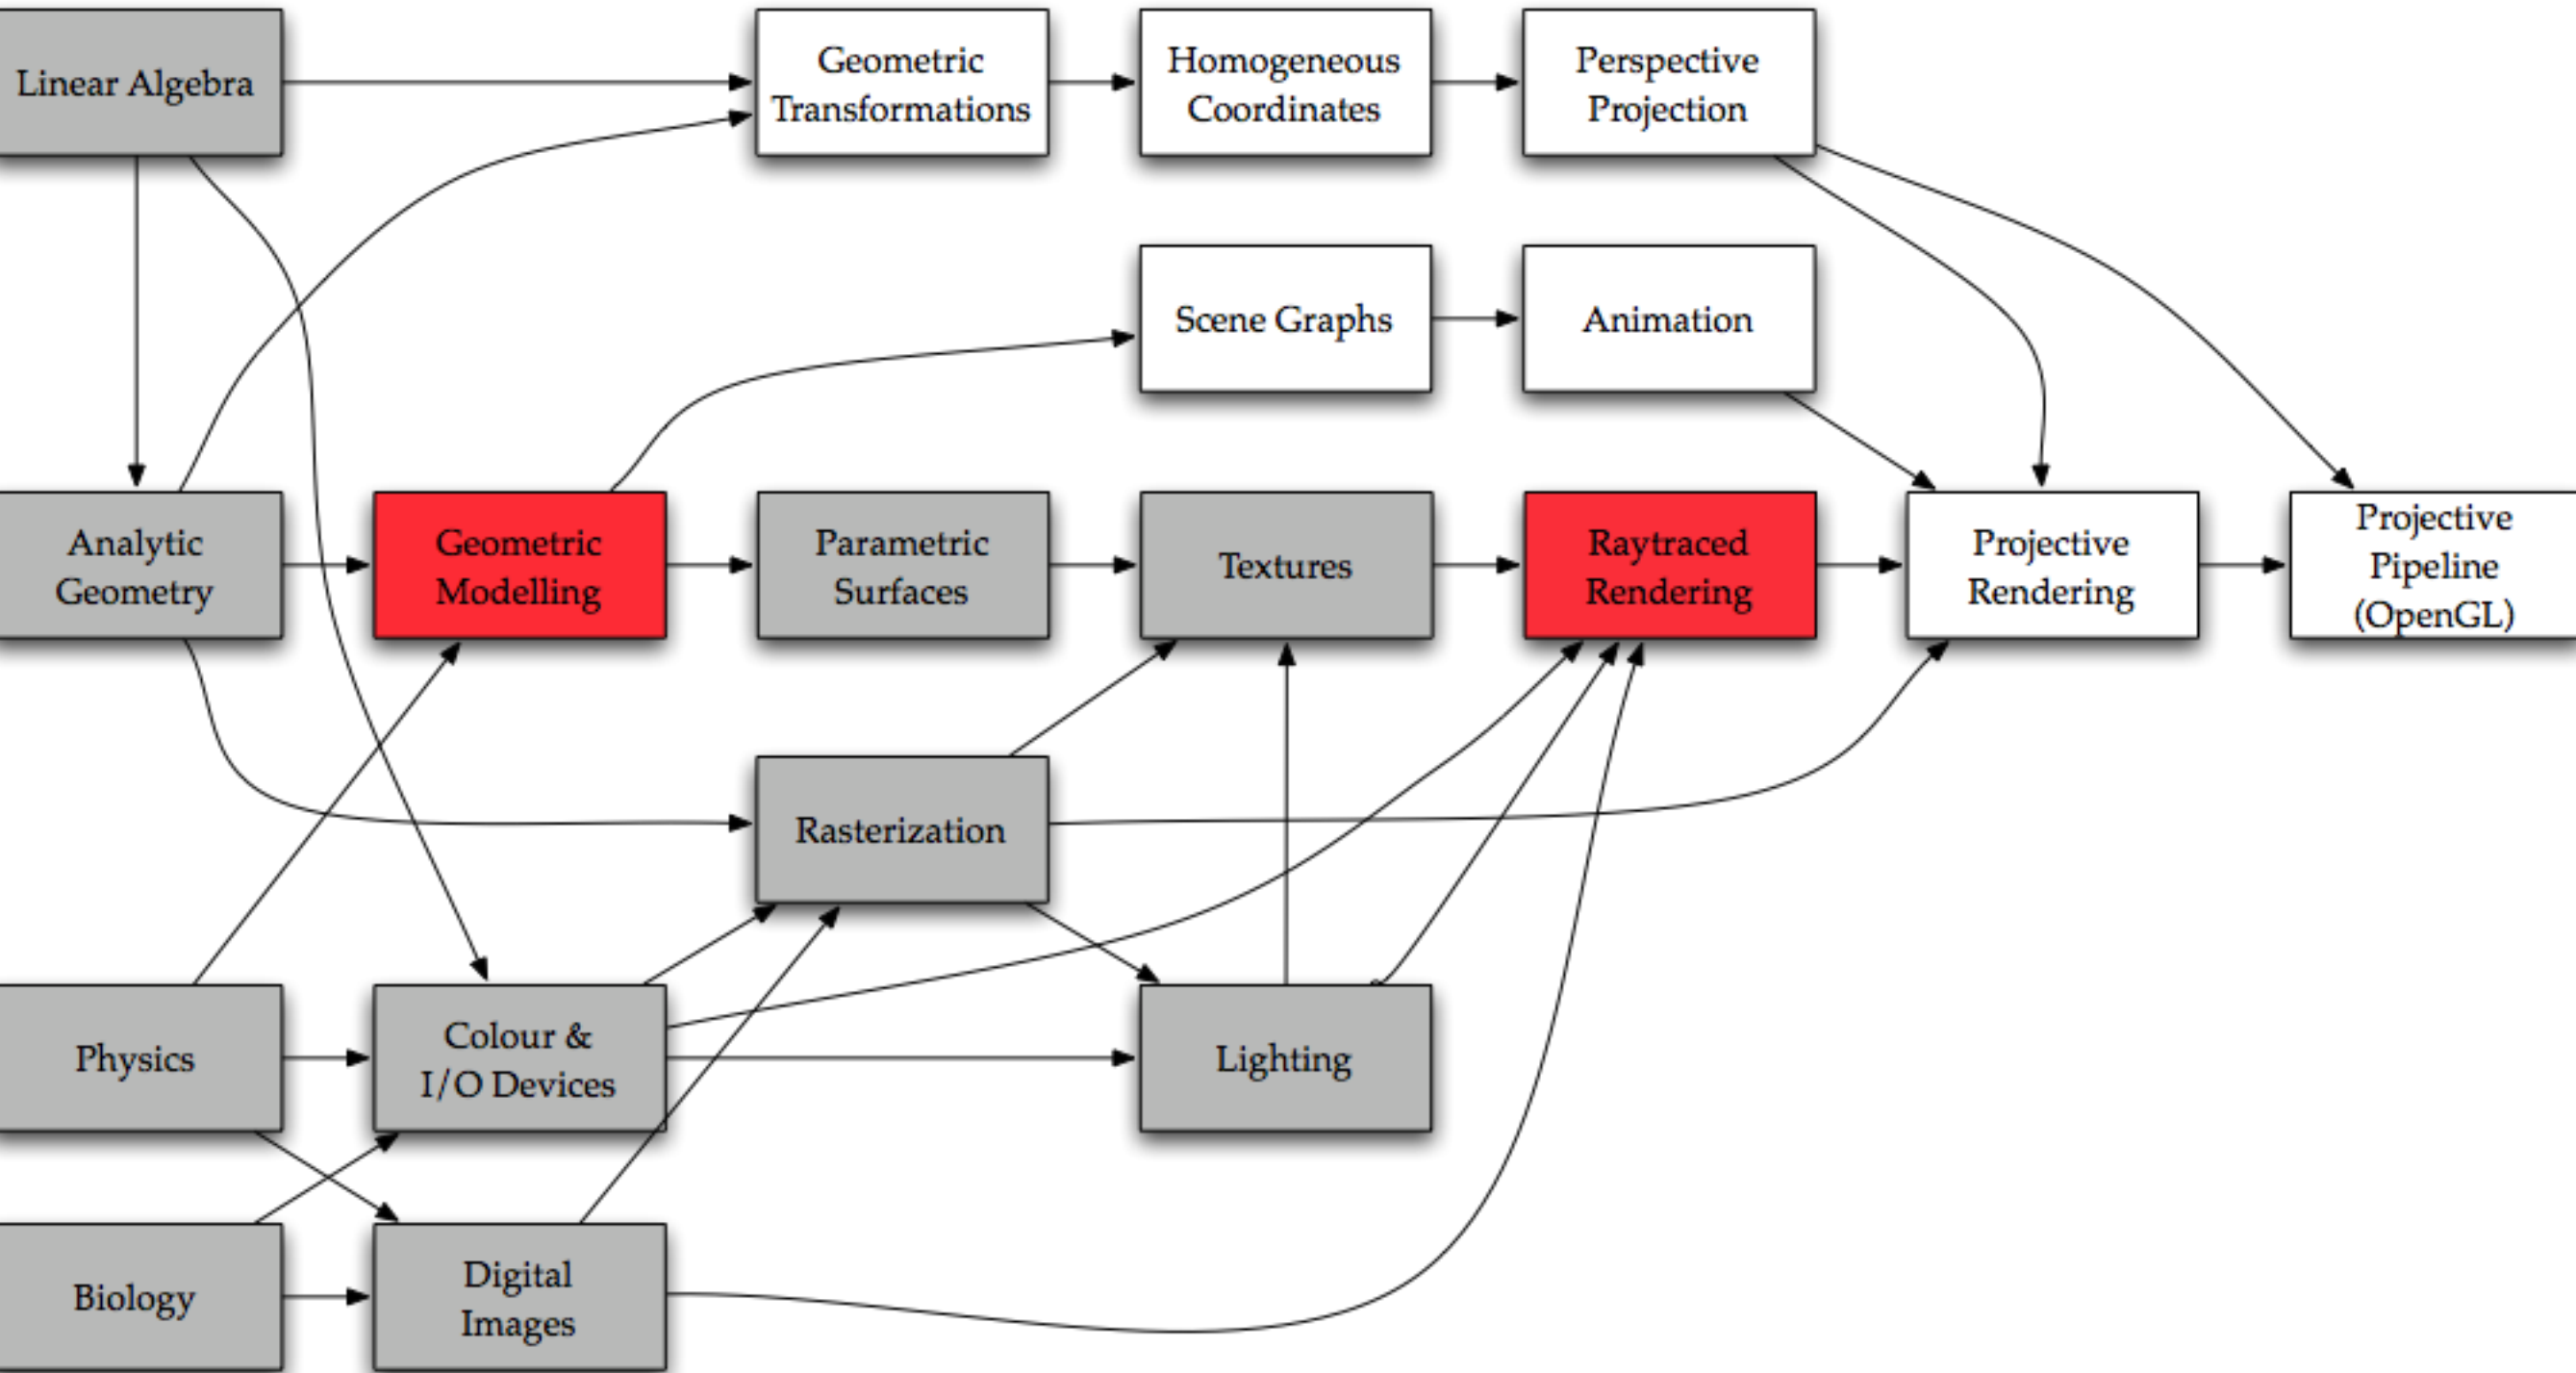 Linear Algebra
Geometric
Transformations
Homogeneous
Coordinates
Perspective
Projection
Scene Graphs
Animation
Analytic
Geometry
Geometric
Modelling
Parametric
Surfaces
Textures
Raytraced
Rendering
Projective
Rendering
Projective
Pipeline
(OpenGL)
Rasterization
Physics
Colour &
I/O Devices
Lighting
Biology
Digital
Images